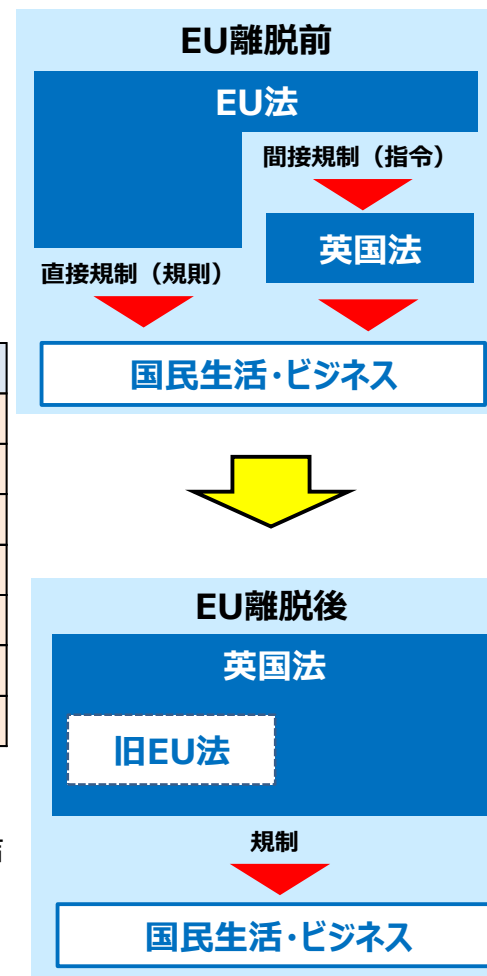 EU離脱前
EU法
間接規制（指令）
英国法
直接規制（規則）
国民生活・ビジネス
EU離脱後
英国法
旧EU法
規制
国民生活・ビジネス